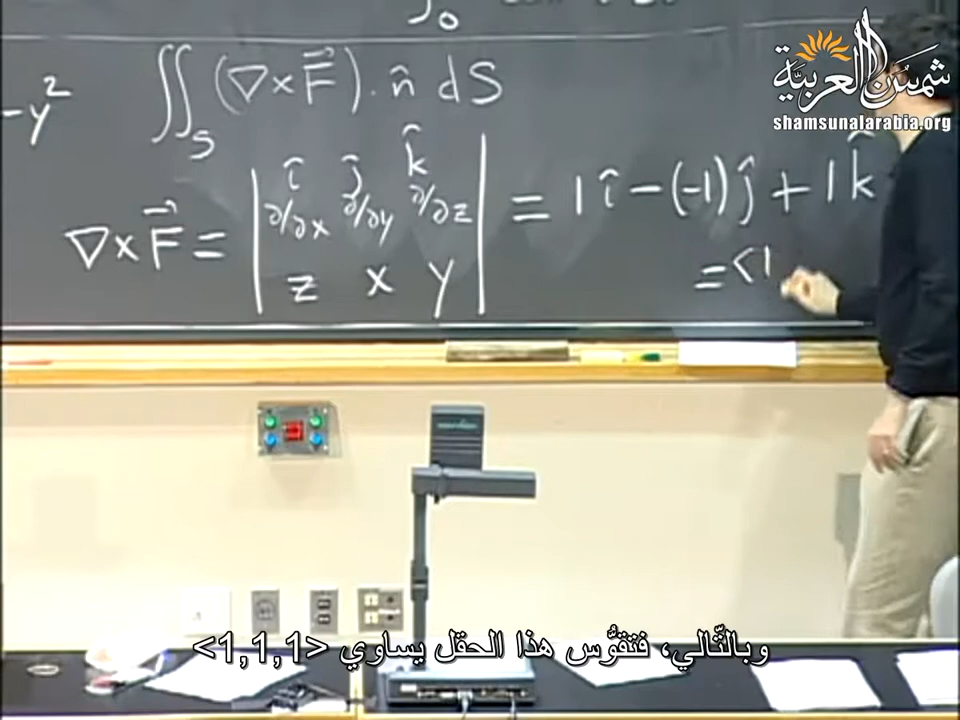 شمس العربية
shamsunalarabia.org
-y²
∬_S (∇×F⃗)·n̂ dS
∇×F⃗ = | î ĵ k̂
∂/∂x ∂/∂y ∂/∂z
z x y | = 1î-(-1)ĵ+1k̂
=<1
وبالتّالي، فتقوُّس هذا الحقل يساوي <1,1,1>